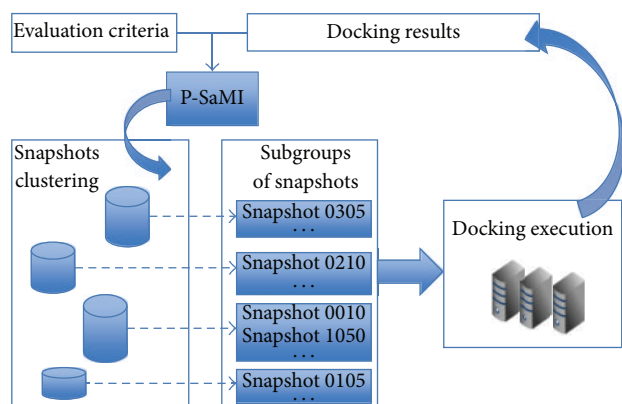 Evaluation criteria
Docking results
P-SaMI
Snapshots
clustering
Subgroups
of snapshots
Snapshot 0305
...
Snapshot 0210
...
Snapshot 0010
Snapshot 1050
...
Snapshot 0105
...
Docking execution